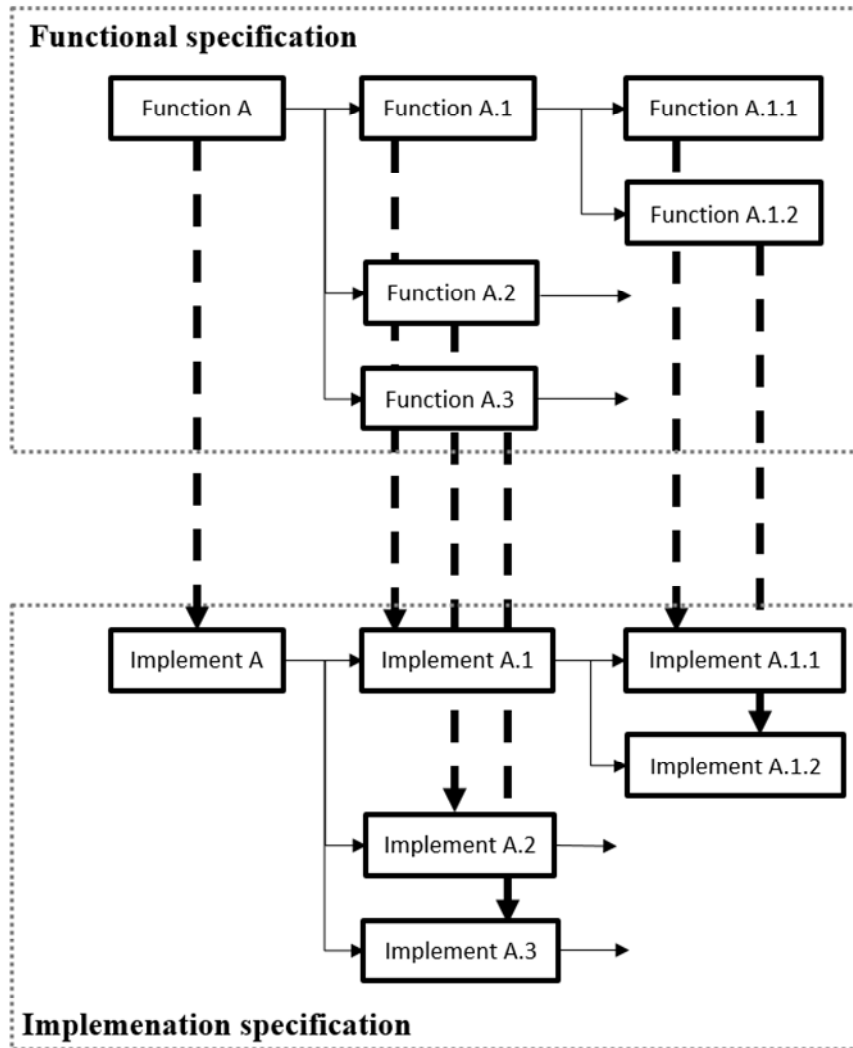 Functional specification
Function A
Function A.1
Function A.1.1
Function A.1.2
Function A.2
Function A.3
Implement A
Implement A.1
Implement A.1.1
Implement A.1.2
Implement A.2
Implement A.3
Implemenation specification